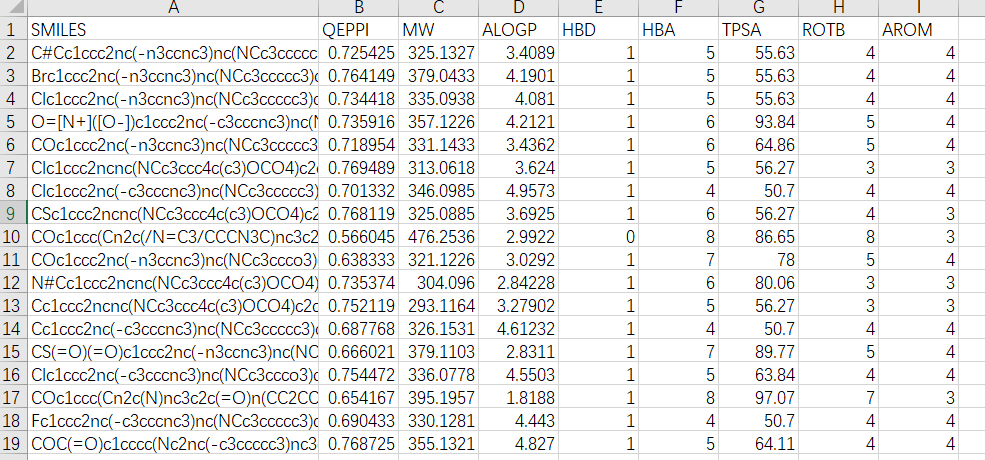 A B C D E F G H I
1 SMILES QEPPI MW ALOGP HBD HBA TPSA ROTB AROM
2 C#Cc1ccc2nc(-n3ccnc3)nc(NCc3ccccc 0.725425 325.1327 3.4089 1 5 55.63 4 4
3 Brc1ccc2nc(-n3ccnc3)nc(NCc3ccccc3)c 0.764149 379.0433 4.1901 1 5 55.63 4 4
4 Clc1ccc2nc(-n3ccnc3)nc(NCc3ccccc3)c 0.734418 335.0938 4.081 1 5 55.63 4 4
5 O=[N+]([O-])c1ccc2nc(-c3cccnc3)nc(N 0.735916 357.1226 4.2121 1 6 93.84 5 4
6 COc1ccc2nc(-n3ccnc3)nc(NCc3ccccc3 0.718954 331.1433 3.4362 1 6 64.86 5 4
7 Clc1ccc2ncnc(NCc3ccc4c(c3)OCO4)c2 0.769489 313.0618 3.624 1 5 56.27 3 3
8 Clc1ccc2nc(-c3cccnc3)nc(NCc3ccccc3) 0.701332 346.0985 4.9573 1 4 50.7 4 4
9 CSc1ccc2ncnc(NCc3ccc4c(c3)OCO4)c2 0.768119 325.0885 3.6925 1 6 56.27 4 3
10 COc1ccc(Cn2c(/N=C3/CCCN3C)nc3c2 0.566045 476.2536 2.9922 0 8 86.65 8 3
11 COc1ccc2nc(-n3ccnc3)nc(NCc3ccco3) 0.638333 321.1226 3.0292 1 7 78 5 4
12 N#Cc1ccc2ncnc(NCc3ccc4c(c3)OCO4) 0.735374 304.096 2.84228 1 6 80.06 3 3
13 Cc1ccc2ncnc(NCc3ccc4c(c3)OCO4)c2c 0.752119 293.1164 3.27902 1 5 56.27 3 3
14 Cc1ccc2nc(-c3cccnc3)nc(NCc3ccccc3)c 0.687768 326.1531 4.61232 1 4 50.7 4 4
15 CS(=O)(=O)c1ccc2nc(-n3ccnc3)nc(NC 0.666021 379.1103 2.8311 1 7 89.77 5 4
16 Clc1ccc2nc(-c3cccnc3)nc(NCc3ccco3)c 0.754472 336.0778 4.5503 1 5 63.84 4 4
17 COc1ccc(Cn2c(N)nc3c2c(=O)n(CC2CC 0.654167 395.1957 1.8188 1 8 97.07 7 3
18 Fc1ccc2nc(-c3cccnc3)nc(NCc3ccccc3)c 0.690433 330.1281 4.443 1 4 50.7 4 4
19 COC(=O)c1cccc(Nc2nc(-c3ccccc3)nc3 0.768725 355.1321 4.827 1 5 64.11 4 4